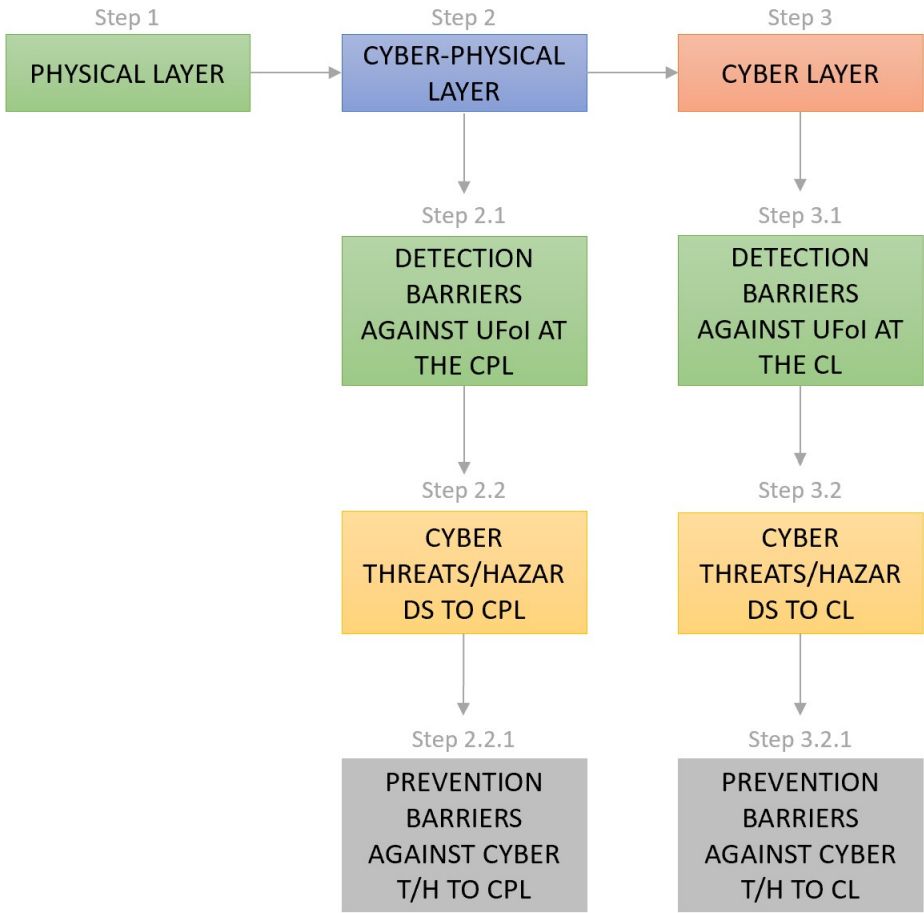 Step 1
Step 2
Step 3
PHYSICAL LAYER
CYBER-PHYSICAL
LAYER
CYBER LAYER
Step 2.1
Step 3.1
DETECTION
BARRIERS
AGAINST UFoI AT
THE CPL
DETECTION
BARRIERS
AGAINST UFoI AT
THE CL
Step 2.2
Step 3.2
CYBER
THREATS/HAZAR
DS TO CPL
CYBER
THREATS/HAZAR
DS TO CL
Step 2.2.1
Step 3.2.1
PREVENTION
BARRIERS
AGAINST CYBER
T/H TO CPL
PREVENTION
BARRIERS
AGAINST CYBER
T/H TO CL